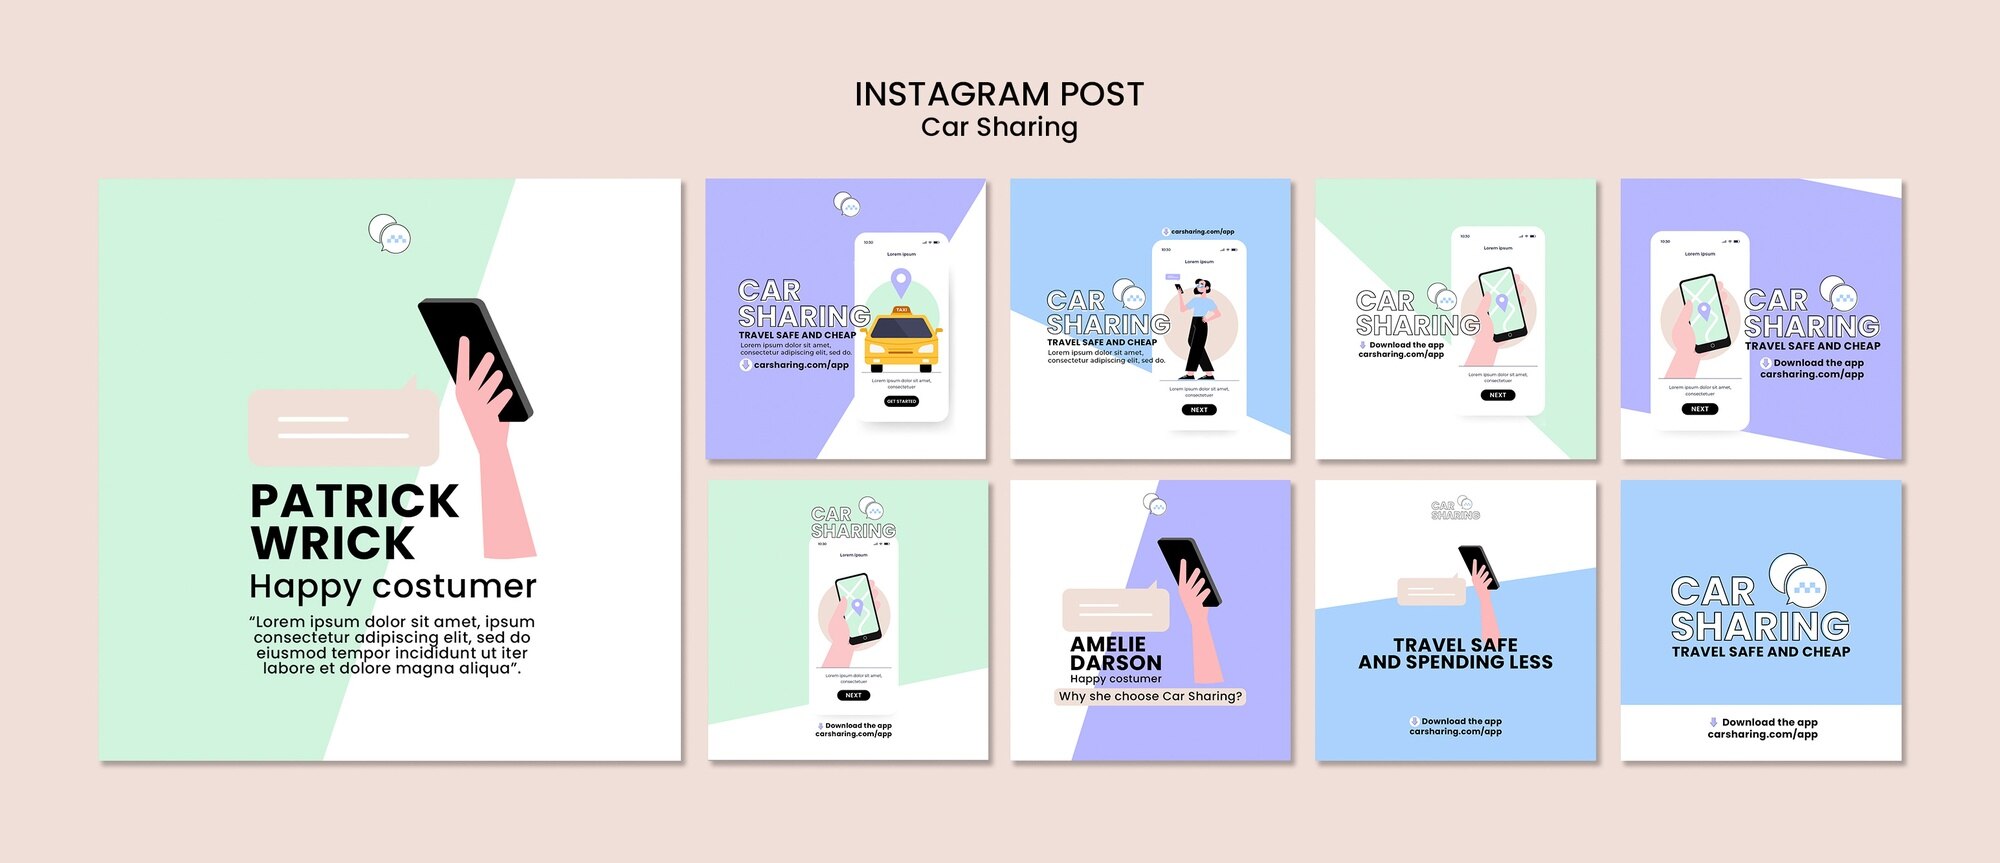 INSTAGRAM POST
Car Sharing
PATRICK
WRICK
Happy costumer
“Lorem ipsum dolor sit amet, ipsum
consectetur adipiscing elit, sed do
eiusmod tempor incididunt ut iter
labore et dolore magna aliqua”.
CAR
SHARING
TRAVEL SAFE AND CHEAP
Lorem ipsum dolor sit amet,
consectetur adipiscing elit, sed do.
carsharing.com/app
10:30
Lorem ipsum
TAXI
Lorem ipsum dolor sit amet,
consectetuer
GET STARTED
carsharing.com/app
CAR
SHARING
TRAVEL SAFE AND CHEAP
Lorem ipsum dolor sit amet,
consectetur adipiscing elit, sed do.
10:30
Lorem ipsum
Lorem ipsum dolor sit amet,
consectetuer
NEXT
CAR
SHARING
Download the app
carsharing.com/app
10:30
Lorem ipsum
Lorem ipsum dolor sit amet,
consectetuer
NEXT
10:30
Lorem ipsum
Lorem ipsum dolor sit amet,
consectetuer
NEXT
CAR
SHARING
TRAVEL SAFE AND CHEAP
Download the app
carsharing.com/app
CAR
SHARING
10:30
Lorem ipsum
Lorem ipsum dolor sit amet,
consectetuer
NEXT
Download the app
carsharing.com/app
AMELIE
DARSON
Happy costumer
Why she choose Car Sharing?
CAR
SHARING
TRAVEL SAFE
AND SPENDING LESS
Download the app
carsharing.com/app
CAR
SHARING
TRAVEL SAFE AND CHEAP
Download the app
carsharing.com/app